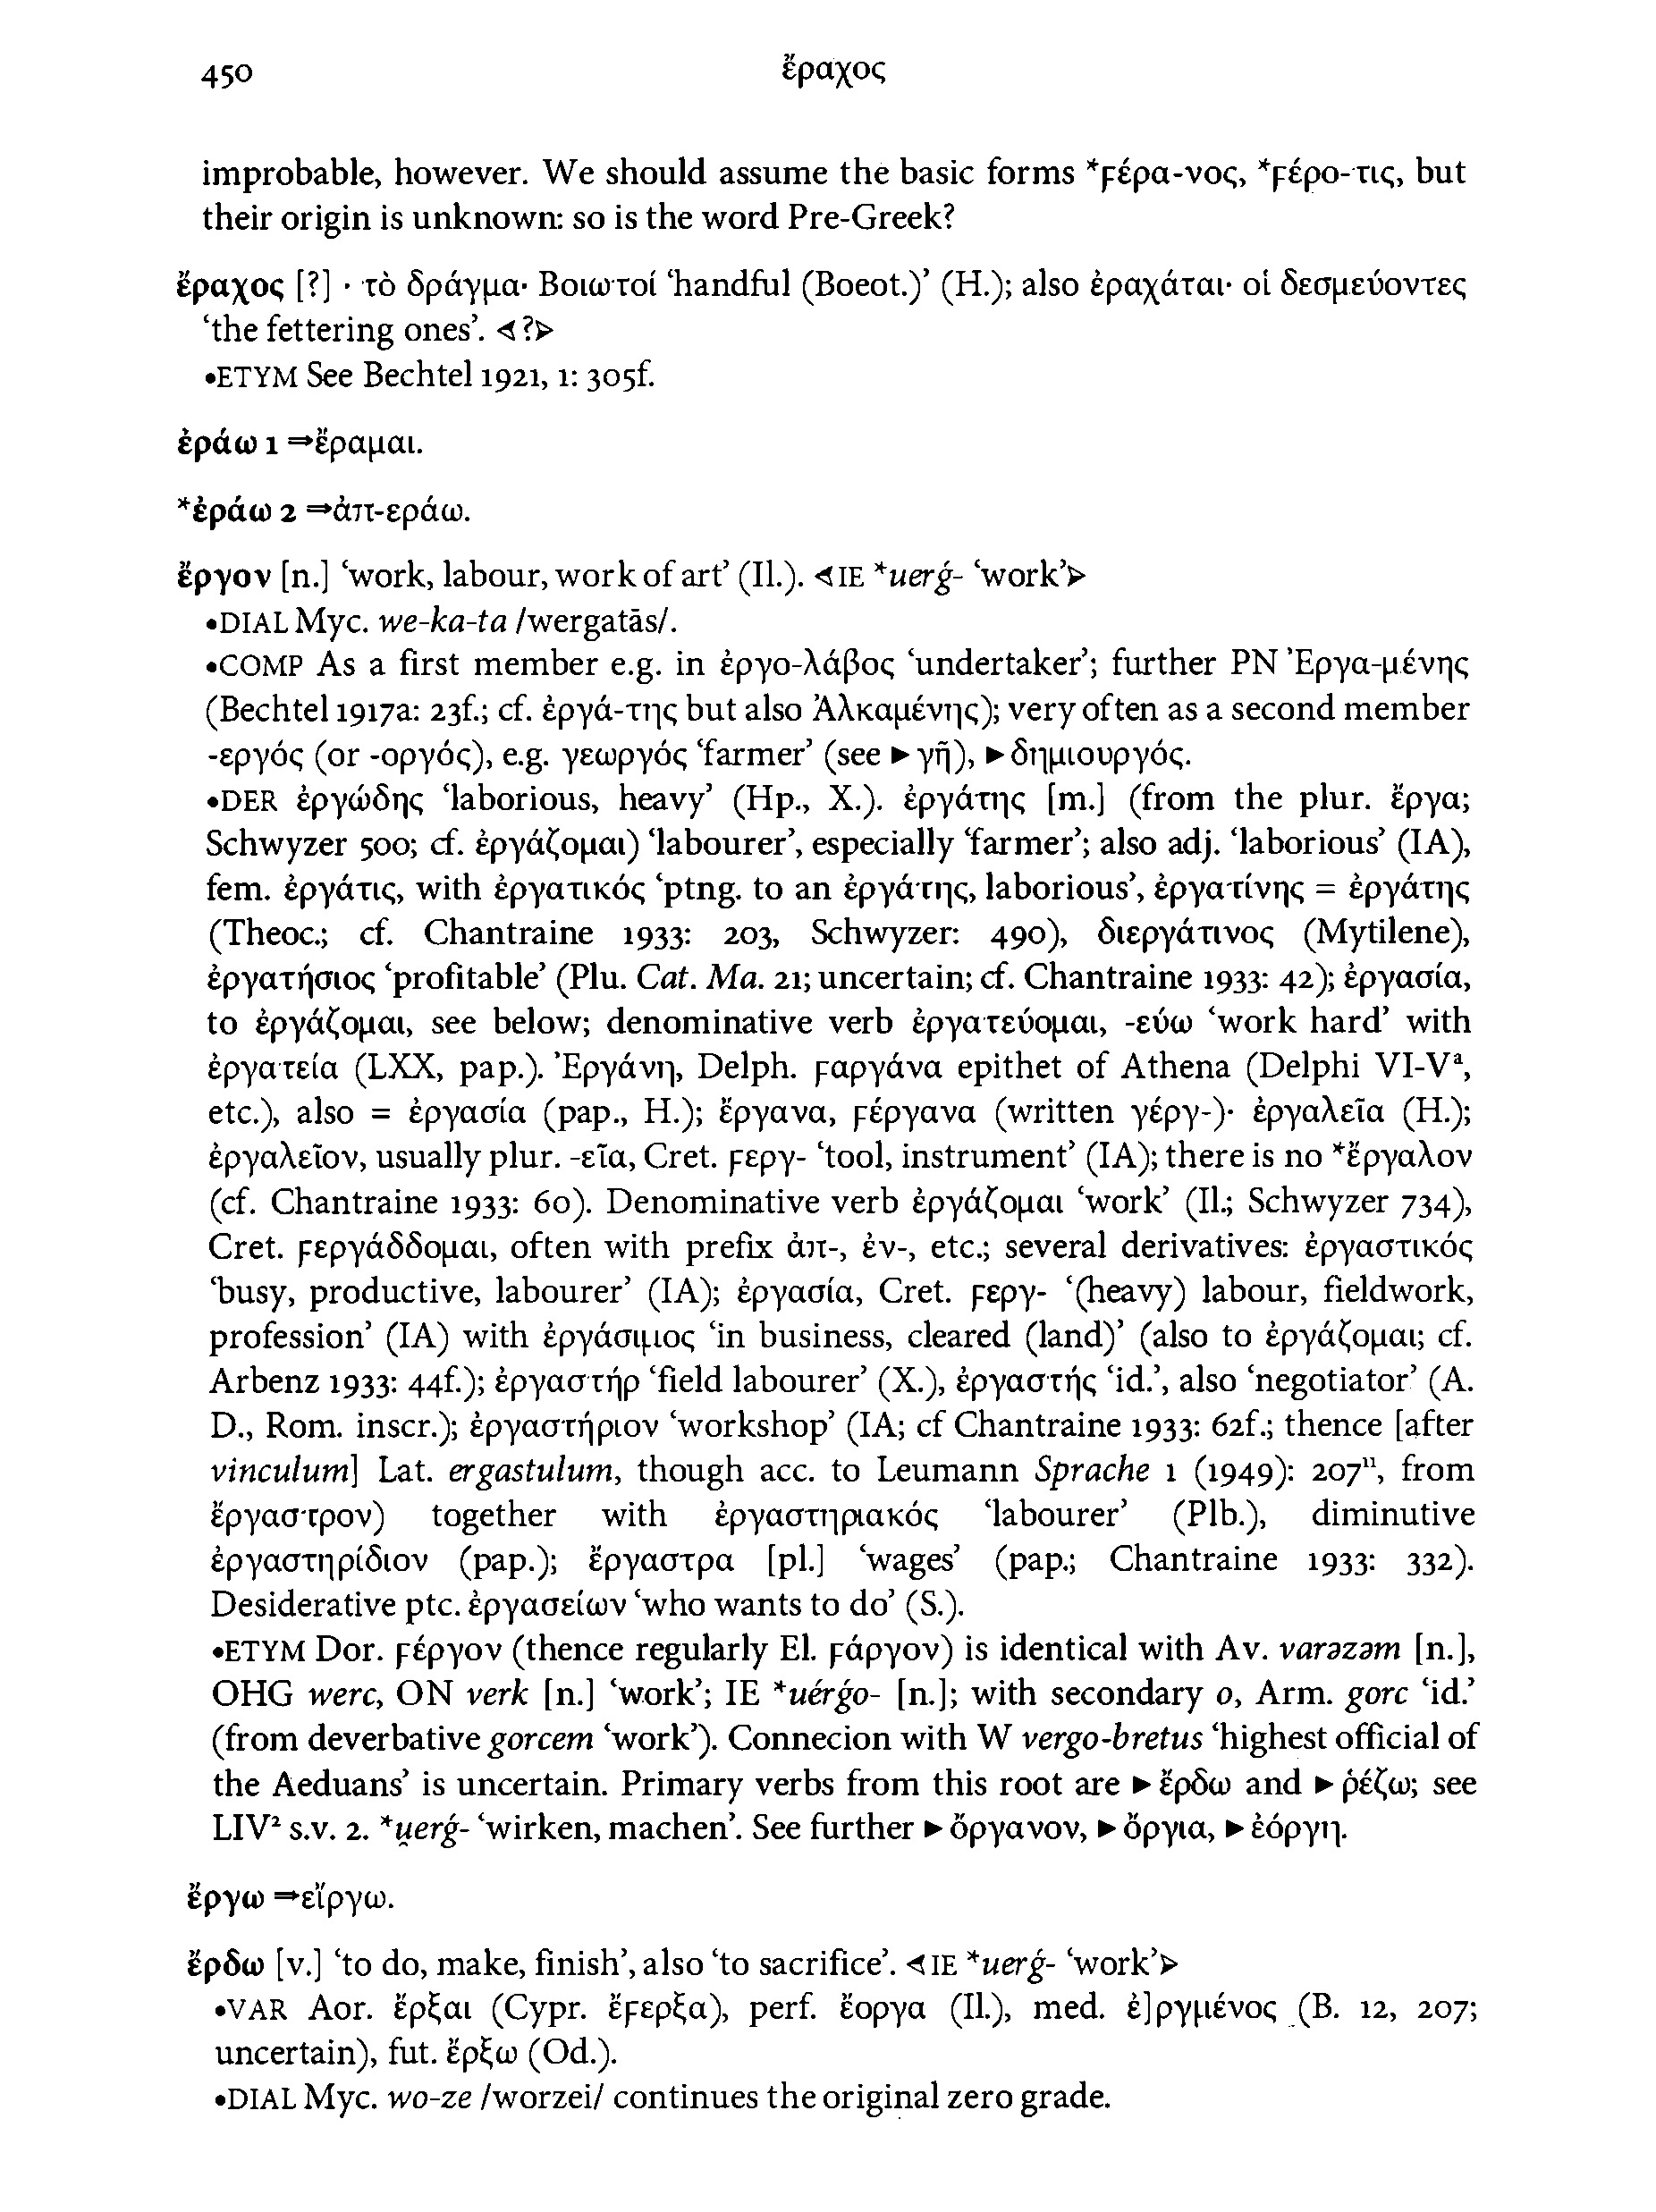 450 ἔραχος
improbable, however. We should assume the basic forms *ϝέρα-νος, *ϝέρο-τις, but
their origin is unknown: so is the word Pre-Greek?
ἔραχος [?] · τὸ δράγμα· Βοιωτοί ‘handful (Boeot.)’ (H.); also ἐραχάται· οἱ δεσμεύοντες
‘the fettering ones’. ⊲?⊳
•ETYM See Bechtel 1921, 1: 305f.
ἐράω 1 ⇒ἔραμαι.
*ἐράω 2 ⇒ἀπ-εράω.
ἔργον [n.] ‘work, labour, work of art’ (Il.). ⊲IE *uerǵ- ‘work’⊳
•DIAL Myc. we-ka-ta /wergatās/.
•COMP As a first member e.g. in ἐργο-λάβος ‘undertaker’; further PN Ἐργα-μένης
(Bechtel 1917a: 23f.; cf. ἐργά-της but also Ἀλκαμένης); very often as a second member
-εργός (or -οργός), e.g. γεωργός ‘farmer’ (see ►γῆ), ►δημιουργός.
•DER ἐργώδης ‘laborious, heavy’ (Hp., X.). ἐργάτης [m.] (from the plur. ἔργα;
Schwyzer 500; cf. ἐργάζομαι) ‘labourer’, especially ‘farmer’; also adj. ‘laborious’ (IA),
fem. ἐργάτις, with ἐργατικός ‘ptng. to an ἐργάτης, laborious’, ἐργατίνης = ἐργάτης
(Theoc.; cf. Chantraine 1933: 203, Schwyzer: 490), διεργάτινος (Mytilene),
ἐργατήσιος ‘profitable’ (Plu. Cat. Ma. 21; uncertain; cf. Chantraine 1933: 42); ἐργασία,
to ἐργάζομαι, see below; denominative verb ἐργατεύομαι, -εύω ‘work hard’ with
ἐργατεία (LXX, pap.). Ἐργάνη, Delph. ϝαργάνα epithet of Athena (Delphi VI-Vᵃ,
etc.), also = ἐργασία (pap., H.); ἔργανα, ϝέργανα (written γέργ-)· ἐργαλεῖα (H.);
ἐργαλεῖον, usually plur. -εῖα, Cret. ϝεργ- ‘tool, instrument’ (IA); there is no *ἔργαλον
(cf. Chantraine 1933: 60). Denominative verb ἐργάζομαι ‘work’ (Il.; Schwyzer 734),
Cret. ϝεργάδδομαι, often with prefix ἀπ-, ἐν-, etc.; several derivatives: ἐργαστικός
‘busy, productive, labourer’ (IA); ἐργασία, Cret. ϝεργ- ‘(heavy) labour, fieldwork,
profession’ (IA) with ἐργάσιμος ‘in business, cleared (land)’ (also to ἐργάζομαι; cf.
Arbenz 1933: 44f.); ἐργαστήρ ‘field labourer’ (X.), ἐργαστής ‘id.’, also ‘negotiator’ (A.
D., Rom. inscr.); ἐργαστήριον ‘workshop’ (IA; cf Chantraine 1933: 62f.; thence [after
vinculum] Lat. ergastulum, though acc. to Leumann Sprache 1 (1949): 207ⁿ, from
ἔργαστρον) together with ἐργαστηριακός ‘labourer’ (Plb.), diminutive
ἐργαστηρίδιον (pap.); ἔργαστρα [pl.] ‘wages’ (pap.; Chantraine 1933: 332).
Desiderative ptc. ἐργασείων ‘who wants to do’ (S.).
•ETYM Dor. ϝέργον (thence regularly El. ϝάργον) is identical with Av. varəzəm [n.],
OHG werc, ON verk [n.] ‘work’; IE *uérǵo- [n.]; with secondary o, Arm. gorc ‘id.’
(from deverbative gorcem ‘work’). Connecion with W vergo-bretus ‘highest official of
the Aeduans’ is uncertain. Primary verbs from this root are ►ἔρδω and ►ῥέζω; see
LIV² s.v. 2. *u̯erǵ- ‘wirken, machen’. See further ►ὄργανον, ►ὄργια, ►ἐόργη.
ἔργω ⇒εἴργω.
ἔρδω [v.] ‘to do, make, finish’, also ‘to sacrifice’. ⊲IE *uerǵ- ‘work’⊳
•VAR Aor. ἔρξαι (Cypr. ἔϝερξα), perf. ἔοργα (Il.), med. ἐ]ργμένος (B. 12, 207;
uncertain), fut. ἔρξω (Od.).
•DIAL Myc. wo-ze /worzei/ continues the original zero grade.